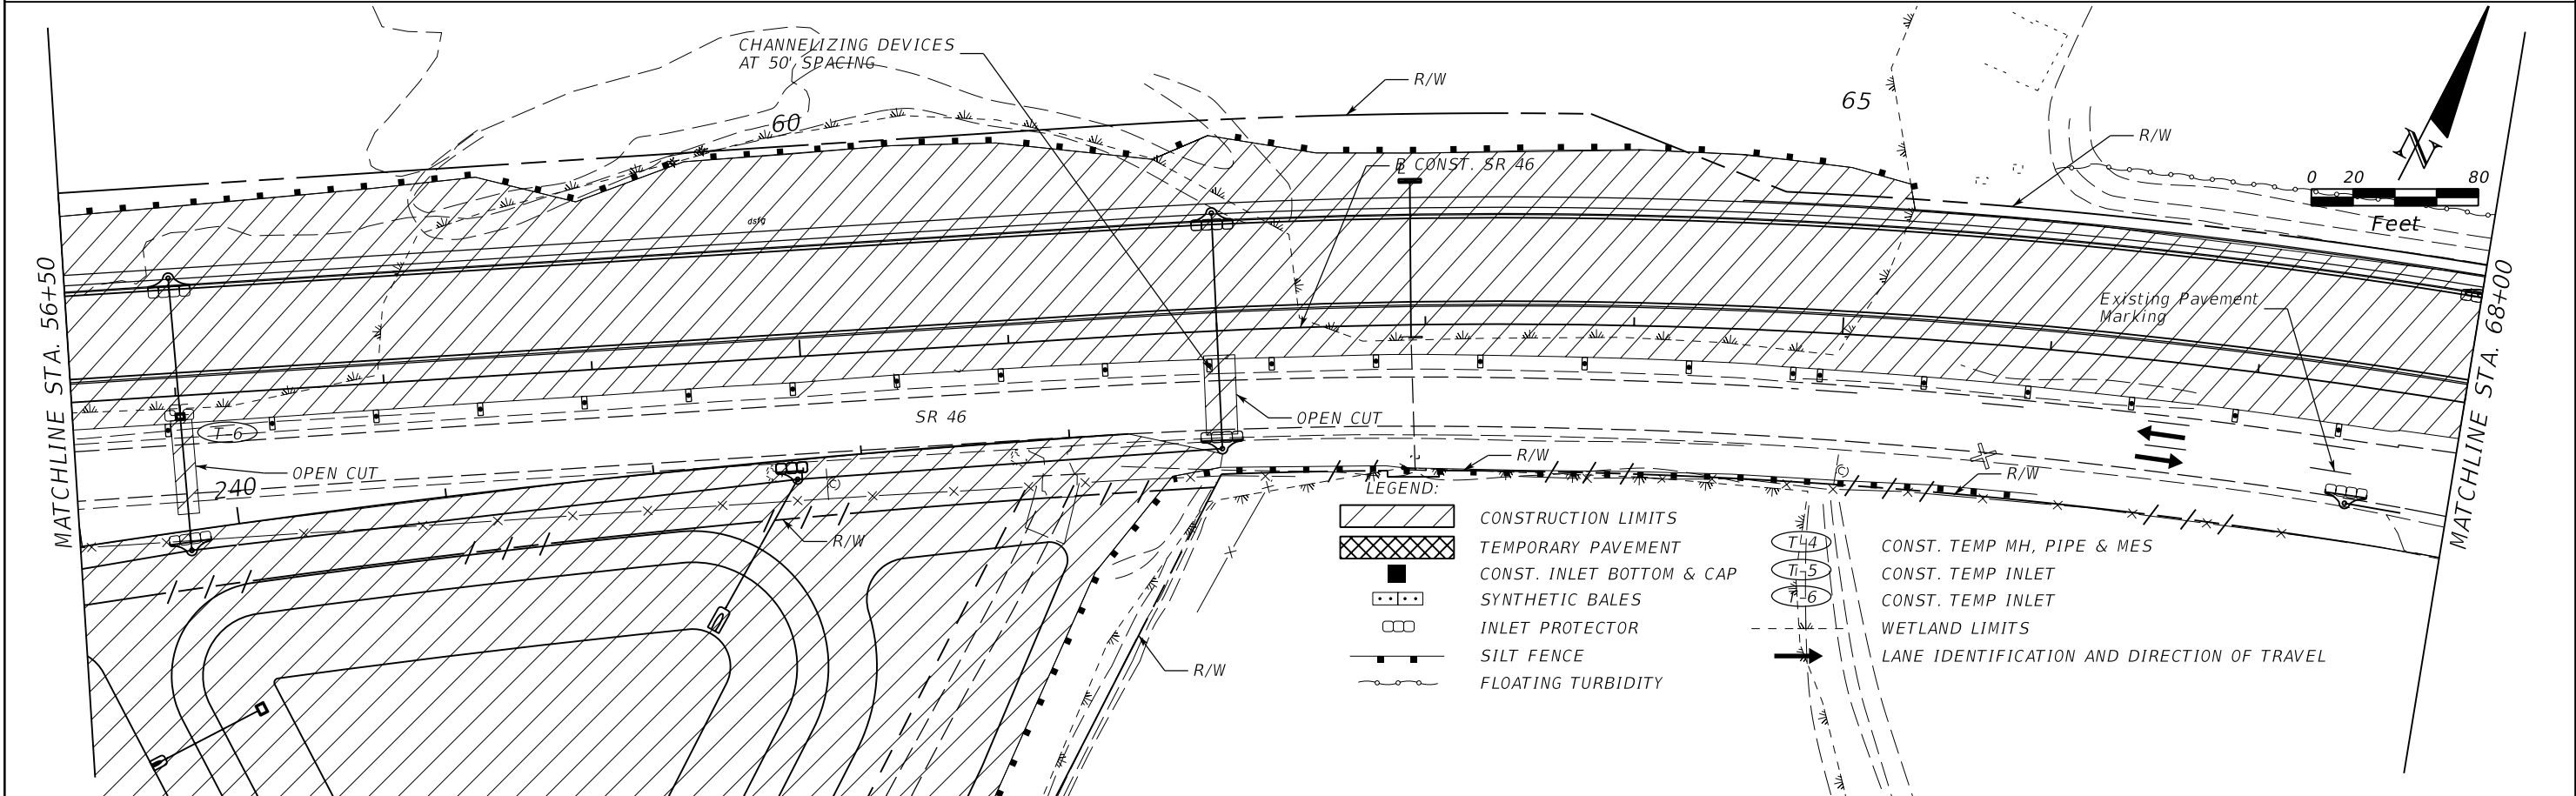 CHANNELIZING DEVICES
AT 50' SPACING
R/W
65
60
R/W
N
℄ CONST. SR 46
0 20 80
Feet
dsfg
MATCHLINE STA. 56+50
MATCHLINE STA. 68+00
Existing Pavement
Marking
SR 46
OPEN CUT
T-6
OPEN CUT
240
R/W
R/W
R/W
R/W
LEGEND:
CONSTRUCTION LIMITS
TEMPORARY PAVEMENT
CONST. INLET BOTTOM & CAP
SYNTHETIC BALES
INLET PROTECTOR
SILT FENCE
FLOATING TURBIDITY
T-4 CONST. TEMP MH, PIPE & MES
T-5 CONST. TEMP INLET
T-6 CONST. TEMP INLET
WETLAND LIMITS
LANE IDENTIFICATION AND DIRECTION OF TRAVEL